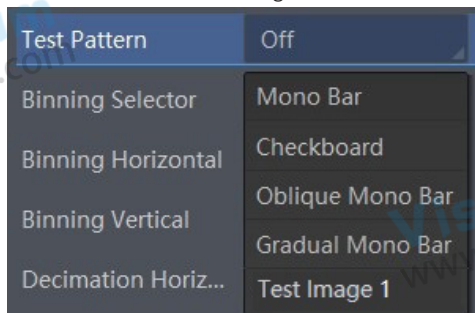 Test Pattern
Off
Binning Selector
Mono Bar
Binning Horizontal
Checkboard
Oblique Mono Bar
Binning Vertical
Gradual Mono Bar
Decimation Horiz...
Test Image 1